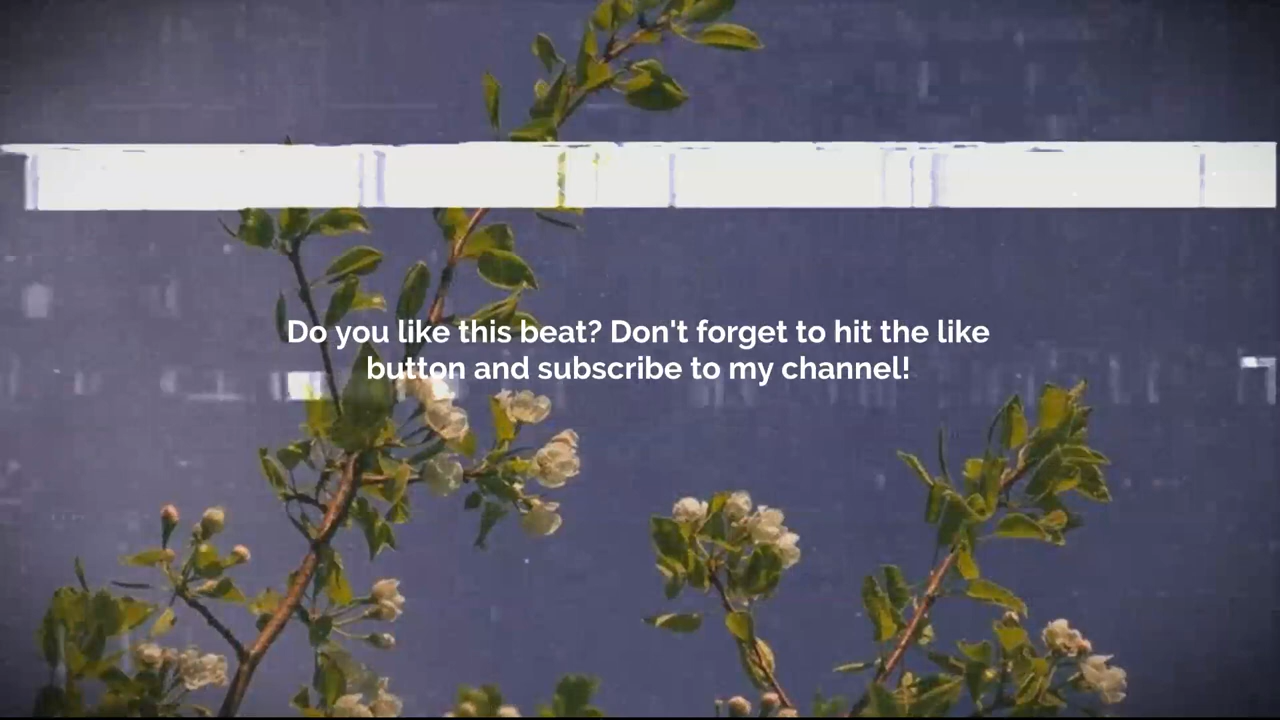 Do you like this beat? Don't forget to hit the like
button and subscribe to my channel!